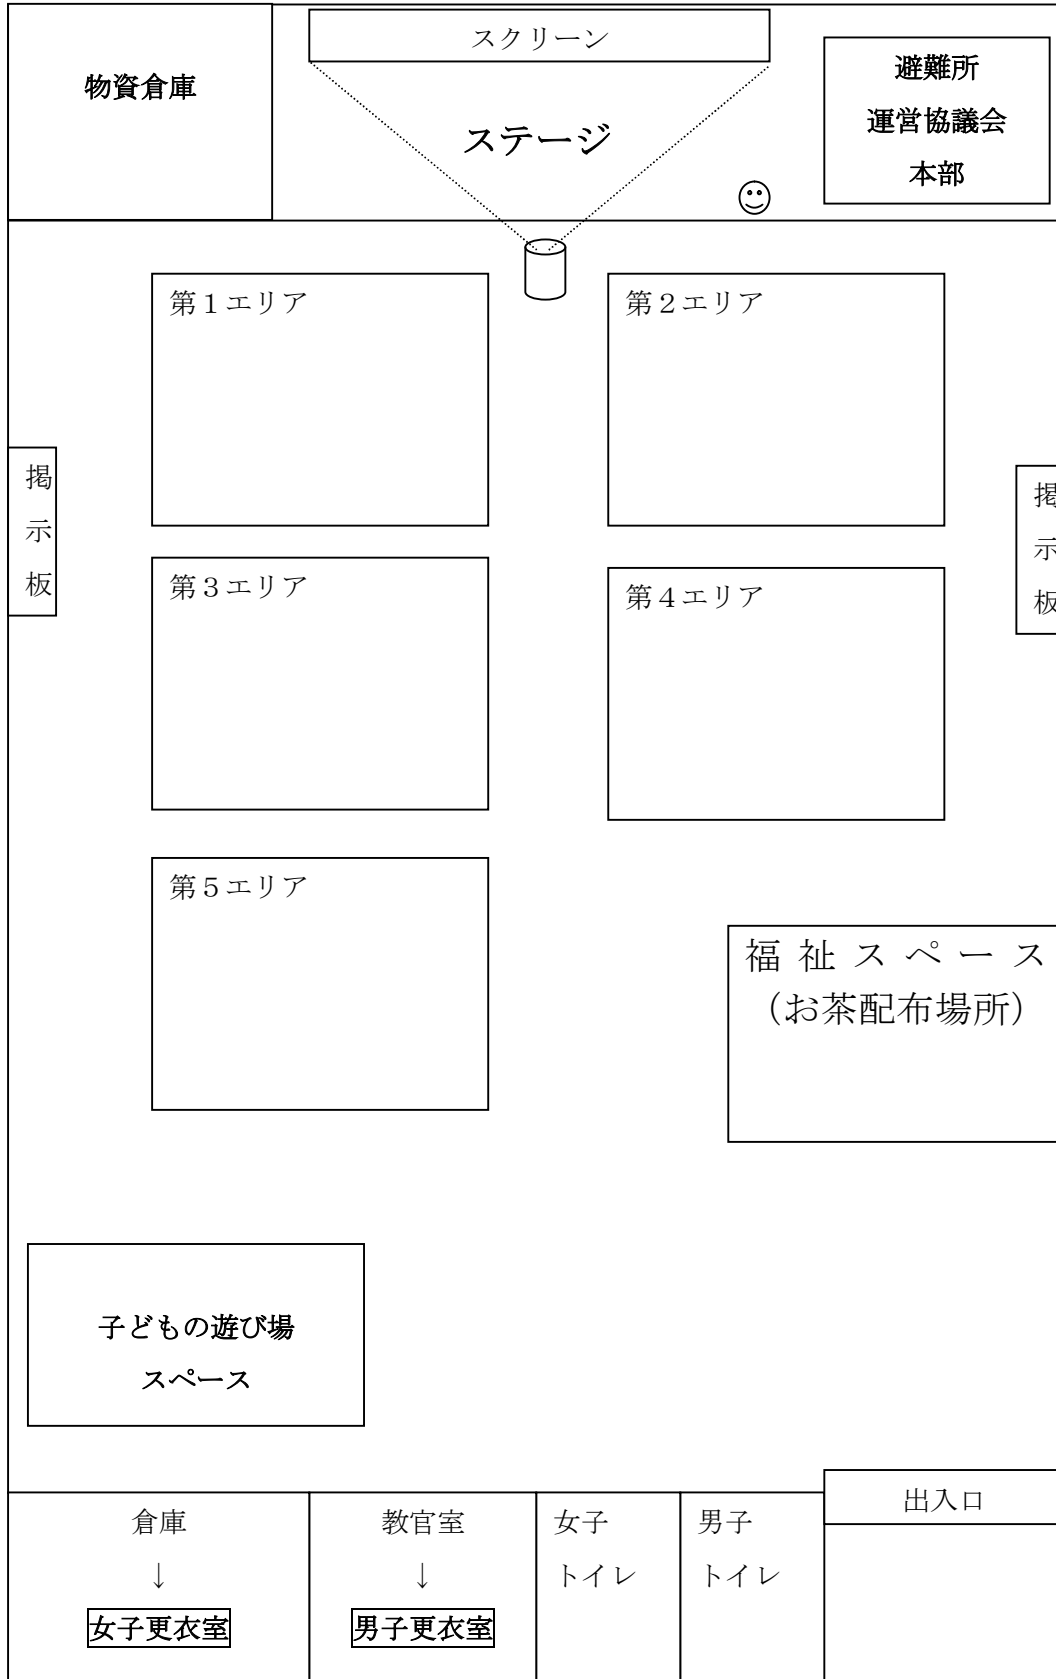 スクリーン
物資倉庫
避難所
運営協議会
本部
ステージ
第１エリア
第２エリア
掲
示
板
掲
示
板
第３エリア
第４エリア
第５エリア
福祉スペース
（お茶配布場所）
子どもの遊び場
スペース
出入口
倉庫
↓
女子更衣室
教官室
↓
男子更衣室
女子
トイレ
男子
トイレ